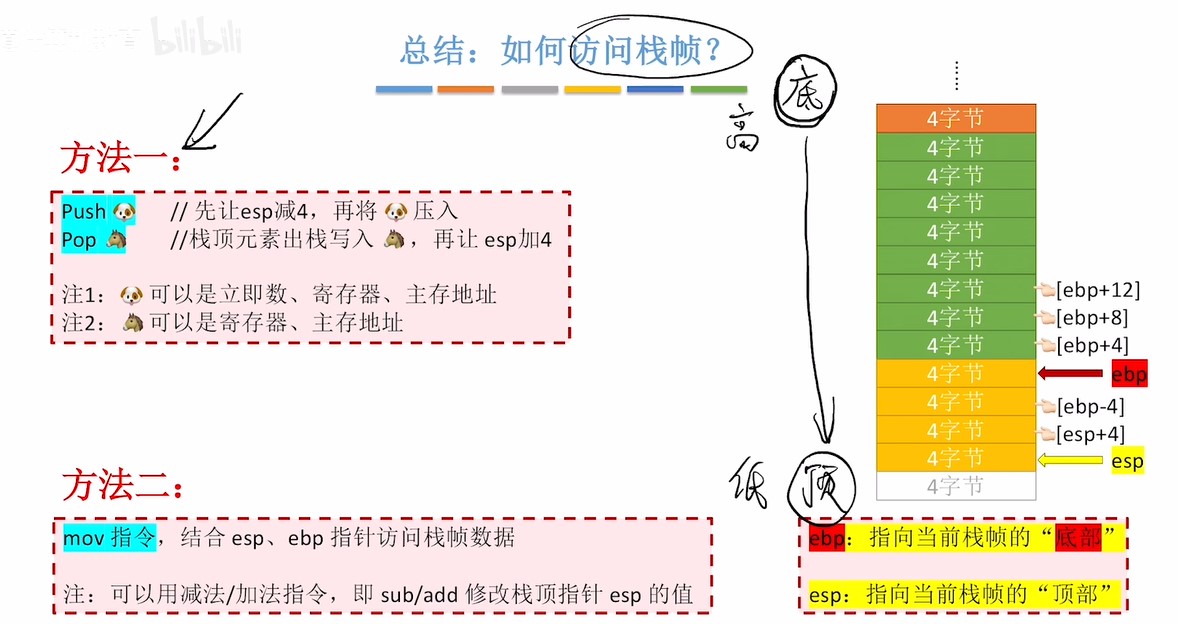 bilibili
总结：如何访问栈帧？
底
高
方法一：
Push 🐶 // 先让esp减4，再将 🐶 压入
Pop 🐴 //栈顶元素出栈写入 🐴，再让 esp加4
注1：🐶 可以是立即数、寄存器、主存地址
注2：🐴 可以是寄存器、主存地址
4字节
4字节
4字节
4字节
4字节
4字节
4字节 [ebp+12]
4字节 [ebp+8]
4字节 [ebp+4]
4字节 ebp
4字节 [ebp-4]
4字节 [esp+4]
4字节 esp
4字节
低
顶
方法二：
mov 指令，结合 esp、ebp 指针访问栈帧数据
注：可以用减法/加法指令，即 sub/add 修改栈顶指针 esp 的值
ebp：指向当前栈帧的“底部”
esp：指向当前栈帧的“顶部”